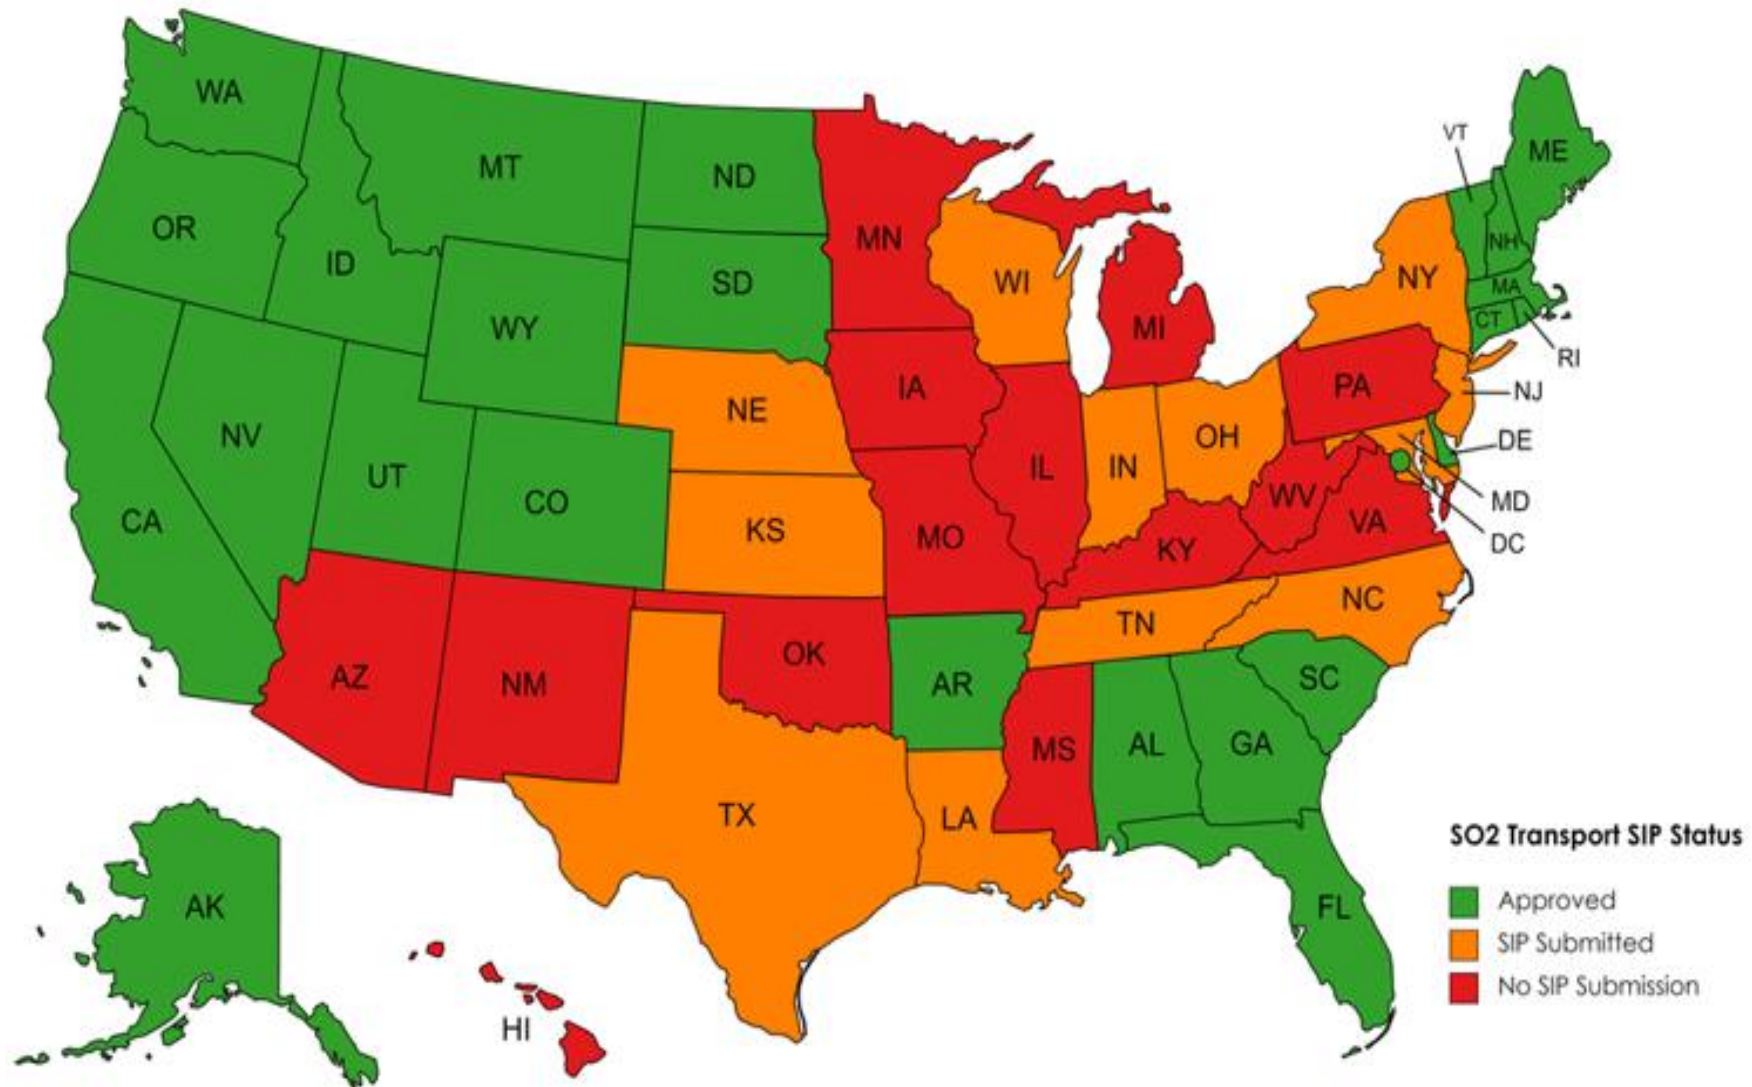 WA
MT
ND
MN
VT
ME
OR
ID
SD
WI
NH
NY
MA
WY
MI
CT
RI
IA
PA
NJ
NE
NV
OH
DE
UT
CO
IL
IN
WV
MD
CA
KS
MO
KY
VA
DC
TN
NC
AZ
NM
OK
AR
SC
MS
AL
GA
TX
LA
SO2 Transport SIP Status
AK
FL
Approved
SIP Submitted
No SIP Submission
HI